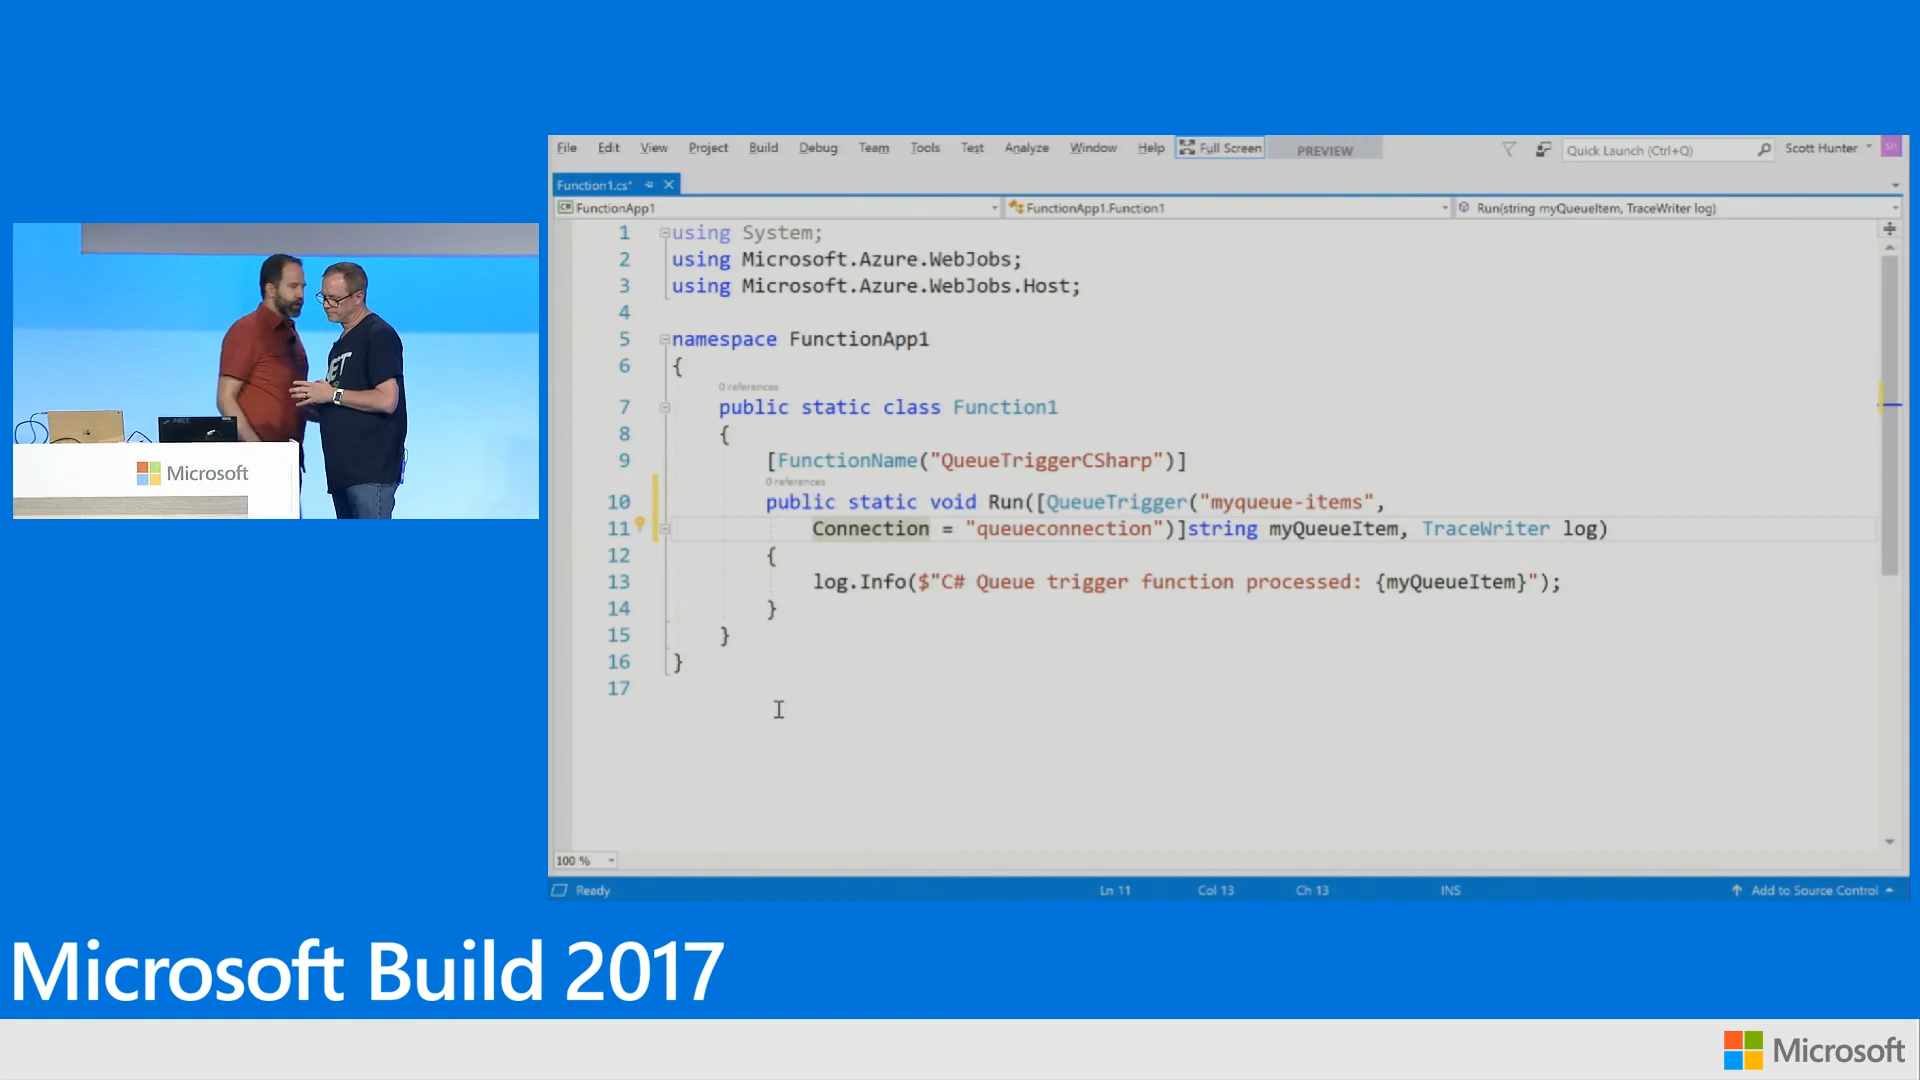 File Edit View Project Build Debug Team Tools Test Analyze Window Help Full Screen PREVIEW Quick Launch (Ctrl+Q) Scott Hunter SH
Function1.cs*
C# FunctionApp1 FunctionApp1.Function1 Run(string myQueueItem, TraceWriter log)
1 using System;
2 using Microsoft.Azure.WebJobs;
3 using Microsoft.Azure.WebJobs.Host;
4
5 namespace FunctionApp1
6 {
0 references
7 public static class Function1
8 {
9 [FunctionName("QueueTriggerCSharp")]
0 references
10 public static void Run([QueueTrigger("myqueue-items",
11 Connection = "queueconnection")]string myQueueItem, TraceWriter log)
12 {
13 log.Info($"C# Queue trigger function processed: {myQueueItem}");
14 }
15 }
16 }
17
100 %
Ready Ln 11 Col 13 Ch 13 INS Add to Source Control
Microsoft
Microsoft Build 2017
Microsoft